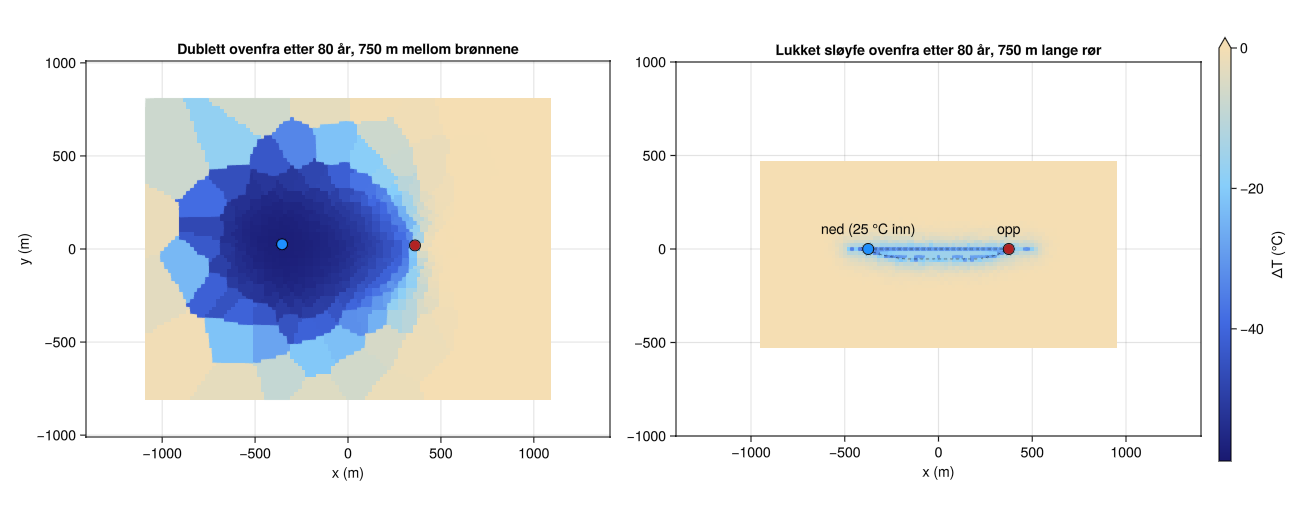 Dublett ovenfra etter 80 år, 750 m mellom brønnene
1000
500
0
−500
−1000
y (m)
−1000
−500
0
500
1000
x (m)
Lukket sløyfe ovenfra etter 80 år, 750 m lange rør
1000
500
0
−500
−1000
ned (25 °C inn)
opp
−1000
−500
0
500
1000
x (m)
0
−20
−40
ΔT (°C)